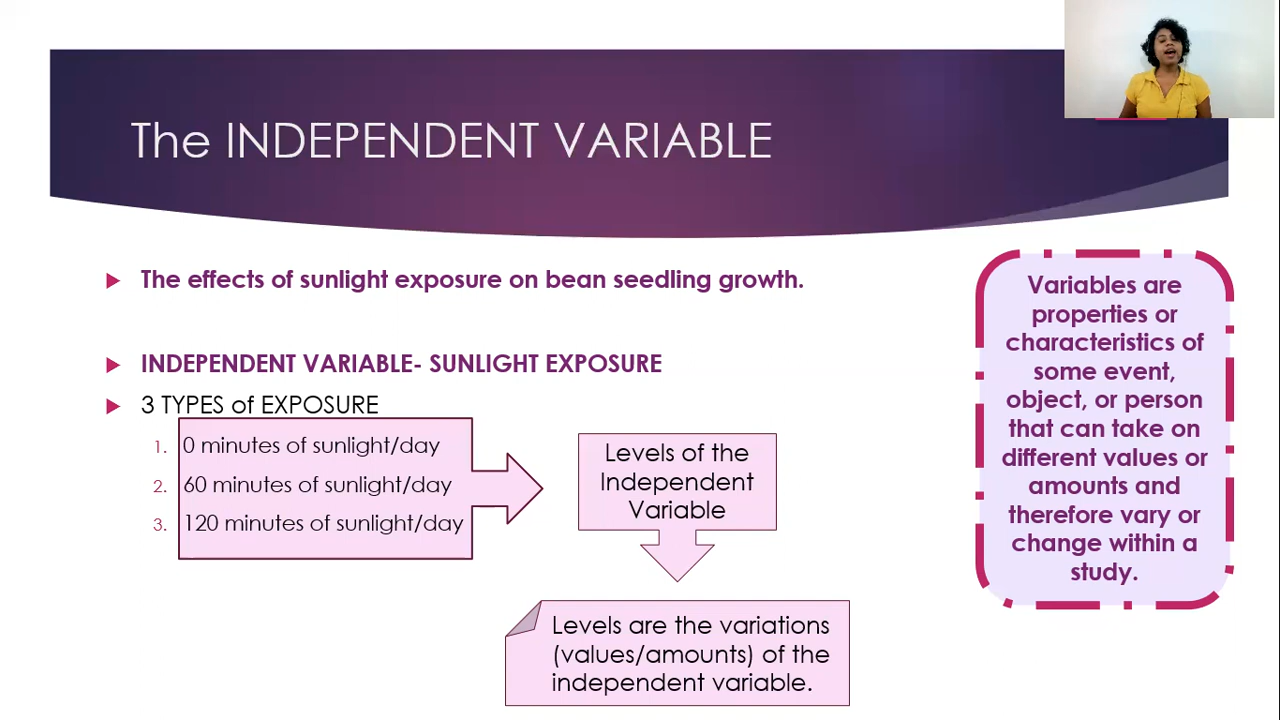 The INDEPENDENT VARIABLE
The effects of sunlight exposure on bean seedling growth.
INDEPENDENT VARIABLE- SUNLIGHT EXPOSURE
3 TYPES of EXPOSURE
1. 0 minutes of sunlight/day
2. 60 minutes of sunlight/day
3. 120 minutes of sunlight/day
Levels of the
Independent
Variable
Levels are the variations
(values/amounts) of the
independent variable.
Variables are
properties or
characteristics of
some event,
object, or person
that can take on
different values or
amounts and
therefore vary or
change within a
study.